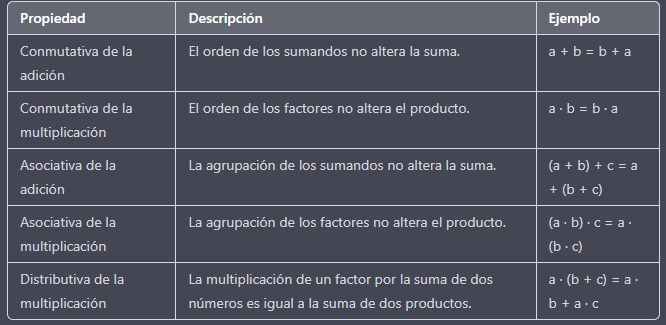 Propiedad Descripción Ejemplo
Conmutativa de la
adición
El orden de los sumandos no altera la suma.
a + b = b + a
Conmutativa de la
multiplicación
El orden de los factores no altera el producto.
a · b = b · a
Asociativa de la
adición
La agrupación de los sumandos no altera la suma.
(a + b) + c = a
+ (b + c)
Asociativa de la
multiplicación
La agrupación de los factores no altera el producto.
(a · b) · c = a ·
(b · c)
Distributiva de la
multiplicación
La multiplicación de un factor por la suma de dos
números es igual a la suma de dos productos.
a · (b + c) = a ·
b + a · c